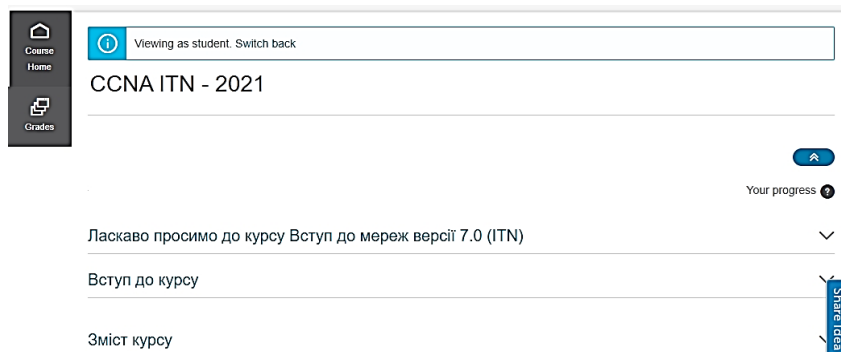 Course
Home
Grades
Viewing as student. Switch back
CCNA ITN - 2021
Your progress ?
Ласкаво просимо до курсу Вступ до мереж версії 7.0 (ITN)
Вступ до курсу
Зміст курсу
Share Idea